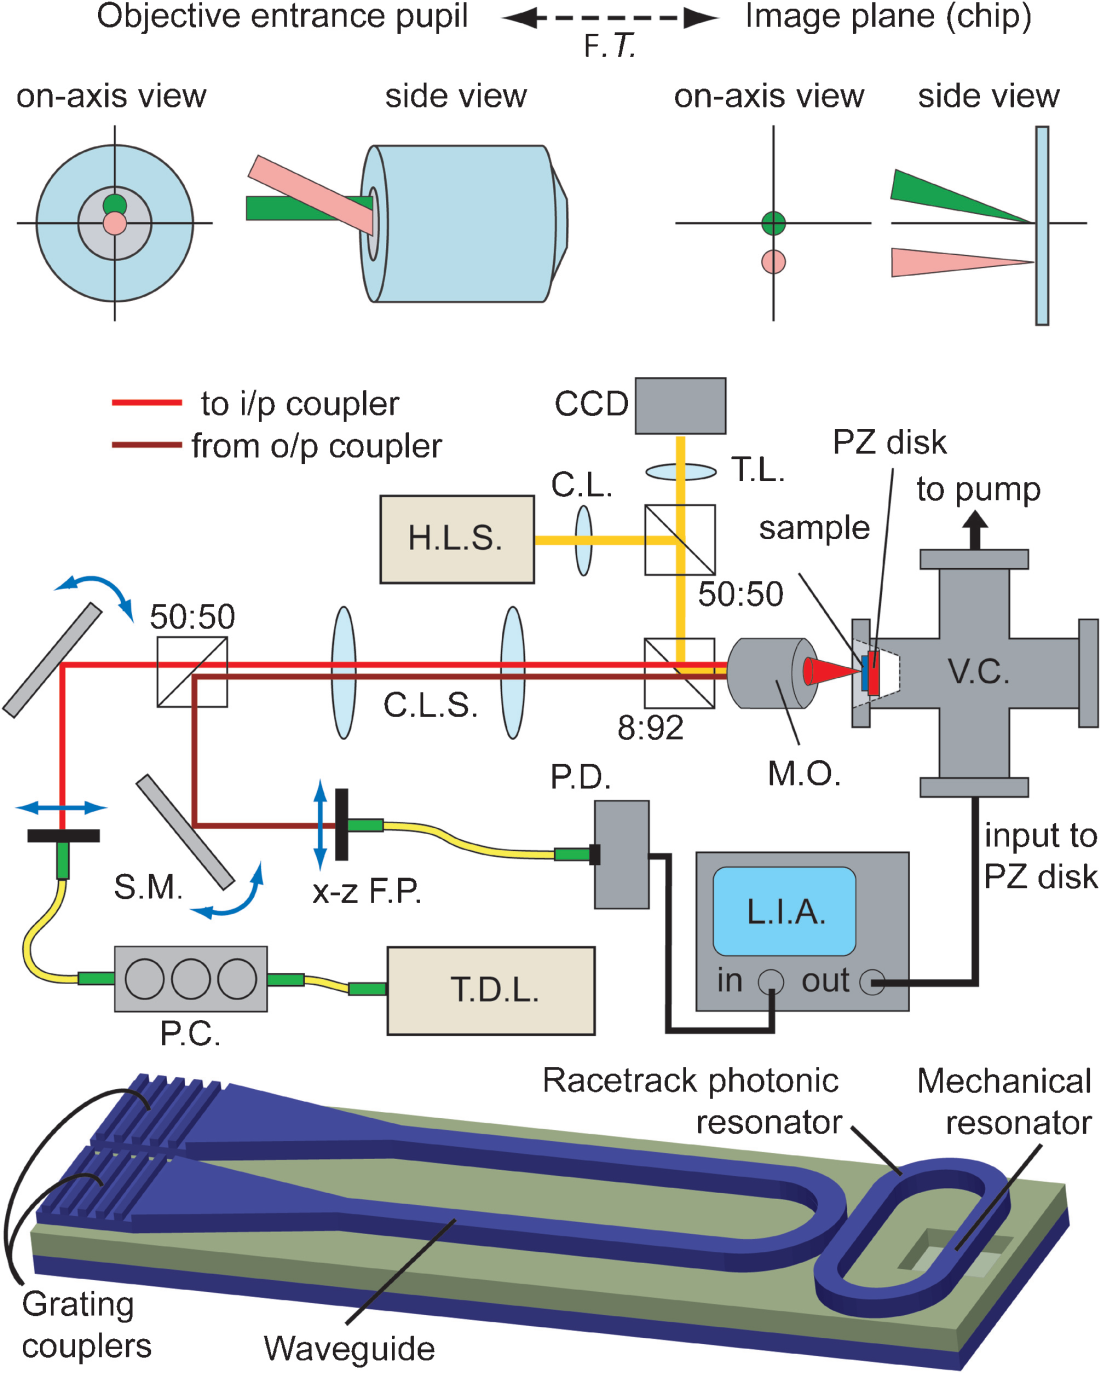 Objective entrance pupil
F.T.
Image plane (chip)
on-axis view
side view
on-axis view
side view
to i/p coupler
from o/p coupler
CCD
T.L.
C.L.
H.L.S.
50:50
PZ disk
to pump
sample
50:50
C.L.S.
8:92
M.O.
V.C.
P.D.
S.M.
x-z F.P.
input to
PZ disk
L.I.A.
in
out
T.D.L.
P.C.
Racetrack photonic
resonator
Mechanical
resonator
Grating
couplers
Waveguide